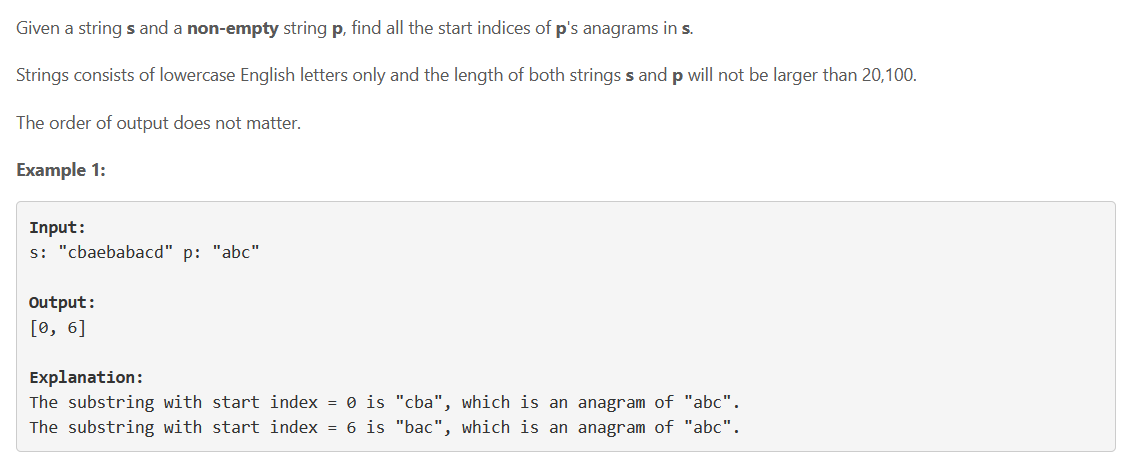 Given a string s and a non-empty string p, find all the start indices of p's anagrams in s.
Strings consists of lowercase English letters only and the length of both strings s and p will not be larger than 20,100.
The order of output does not matter.
Example 1:
Input:
s: "cbaebabacd" p: "abc"
Output:
[0, 6]
Explanation:
The substring with start index = 0 is "cba", which is an anagram of "abc".
The substring with start index = 6 is "bac", which is an anagram of "abc".